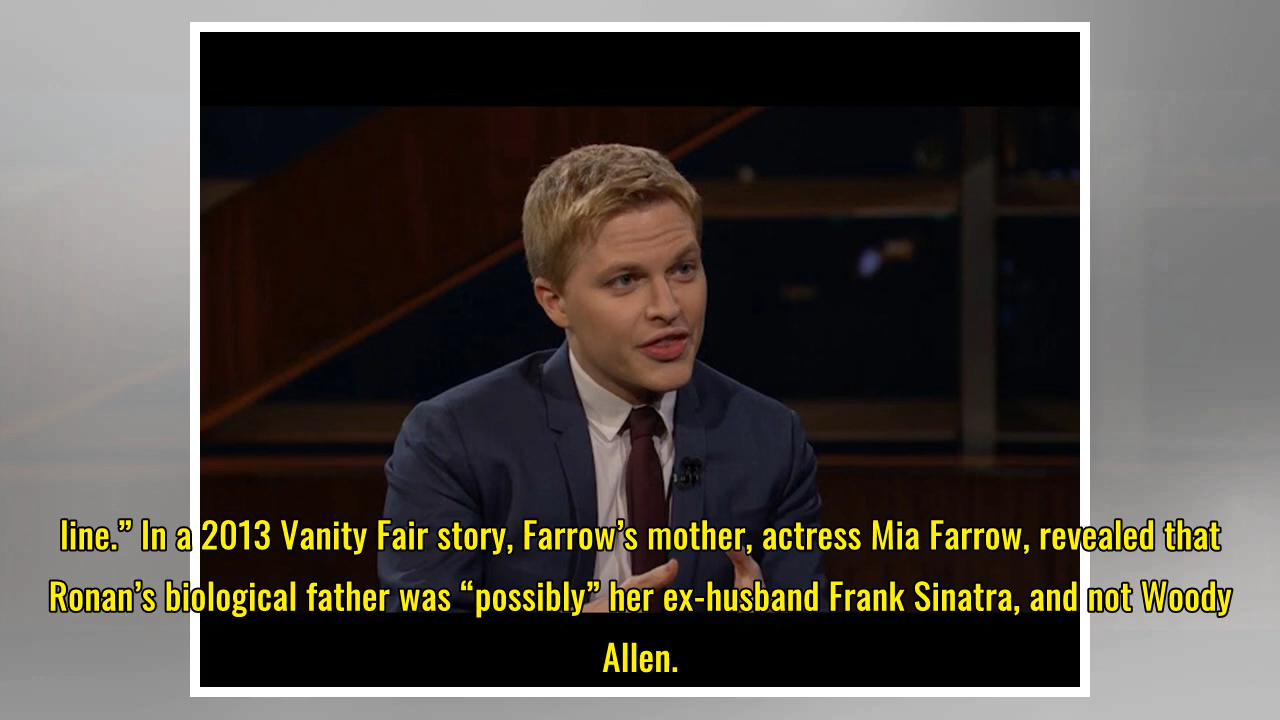 line.” In a 2013 Vanity Fair story, Farrow’s mother, actress Mia Farrow, revealed that
Ronan’s biological father was “possibly” her ex-husband Frank Sinatra, and not Woody
Allen.